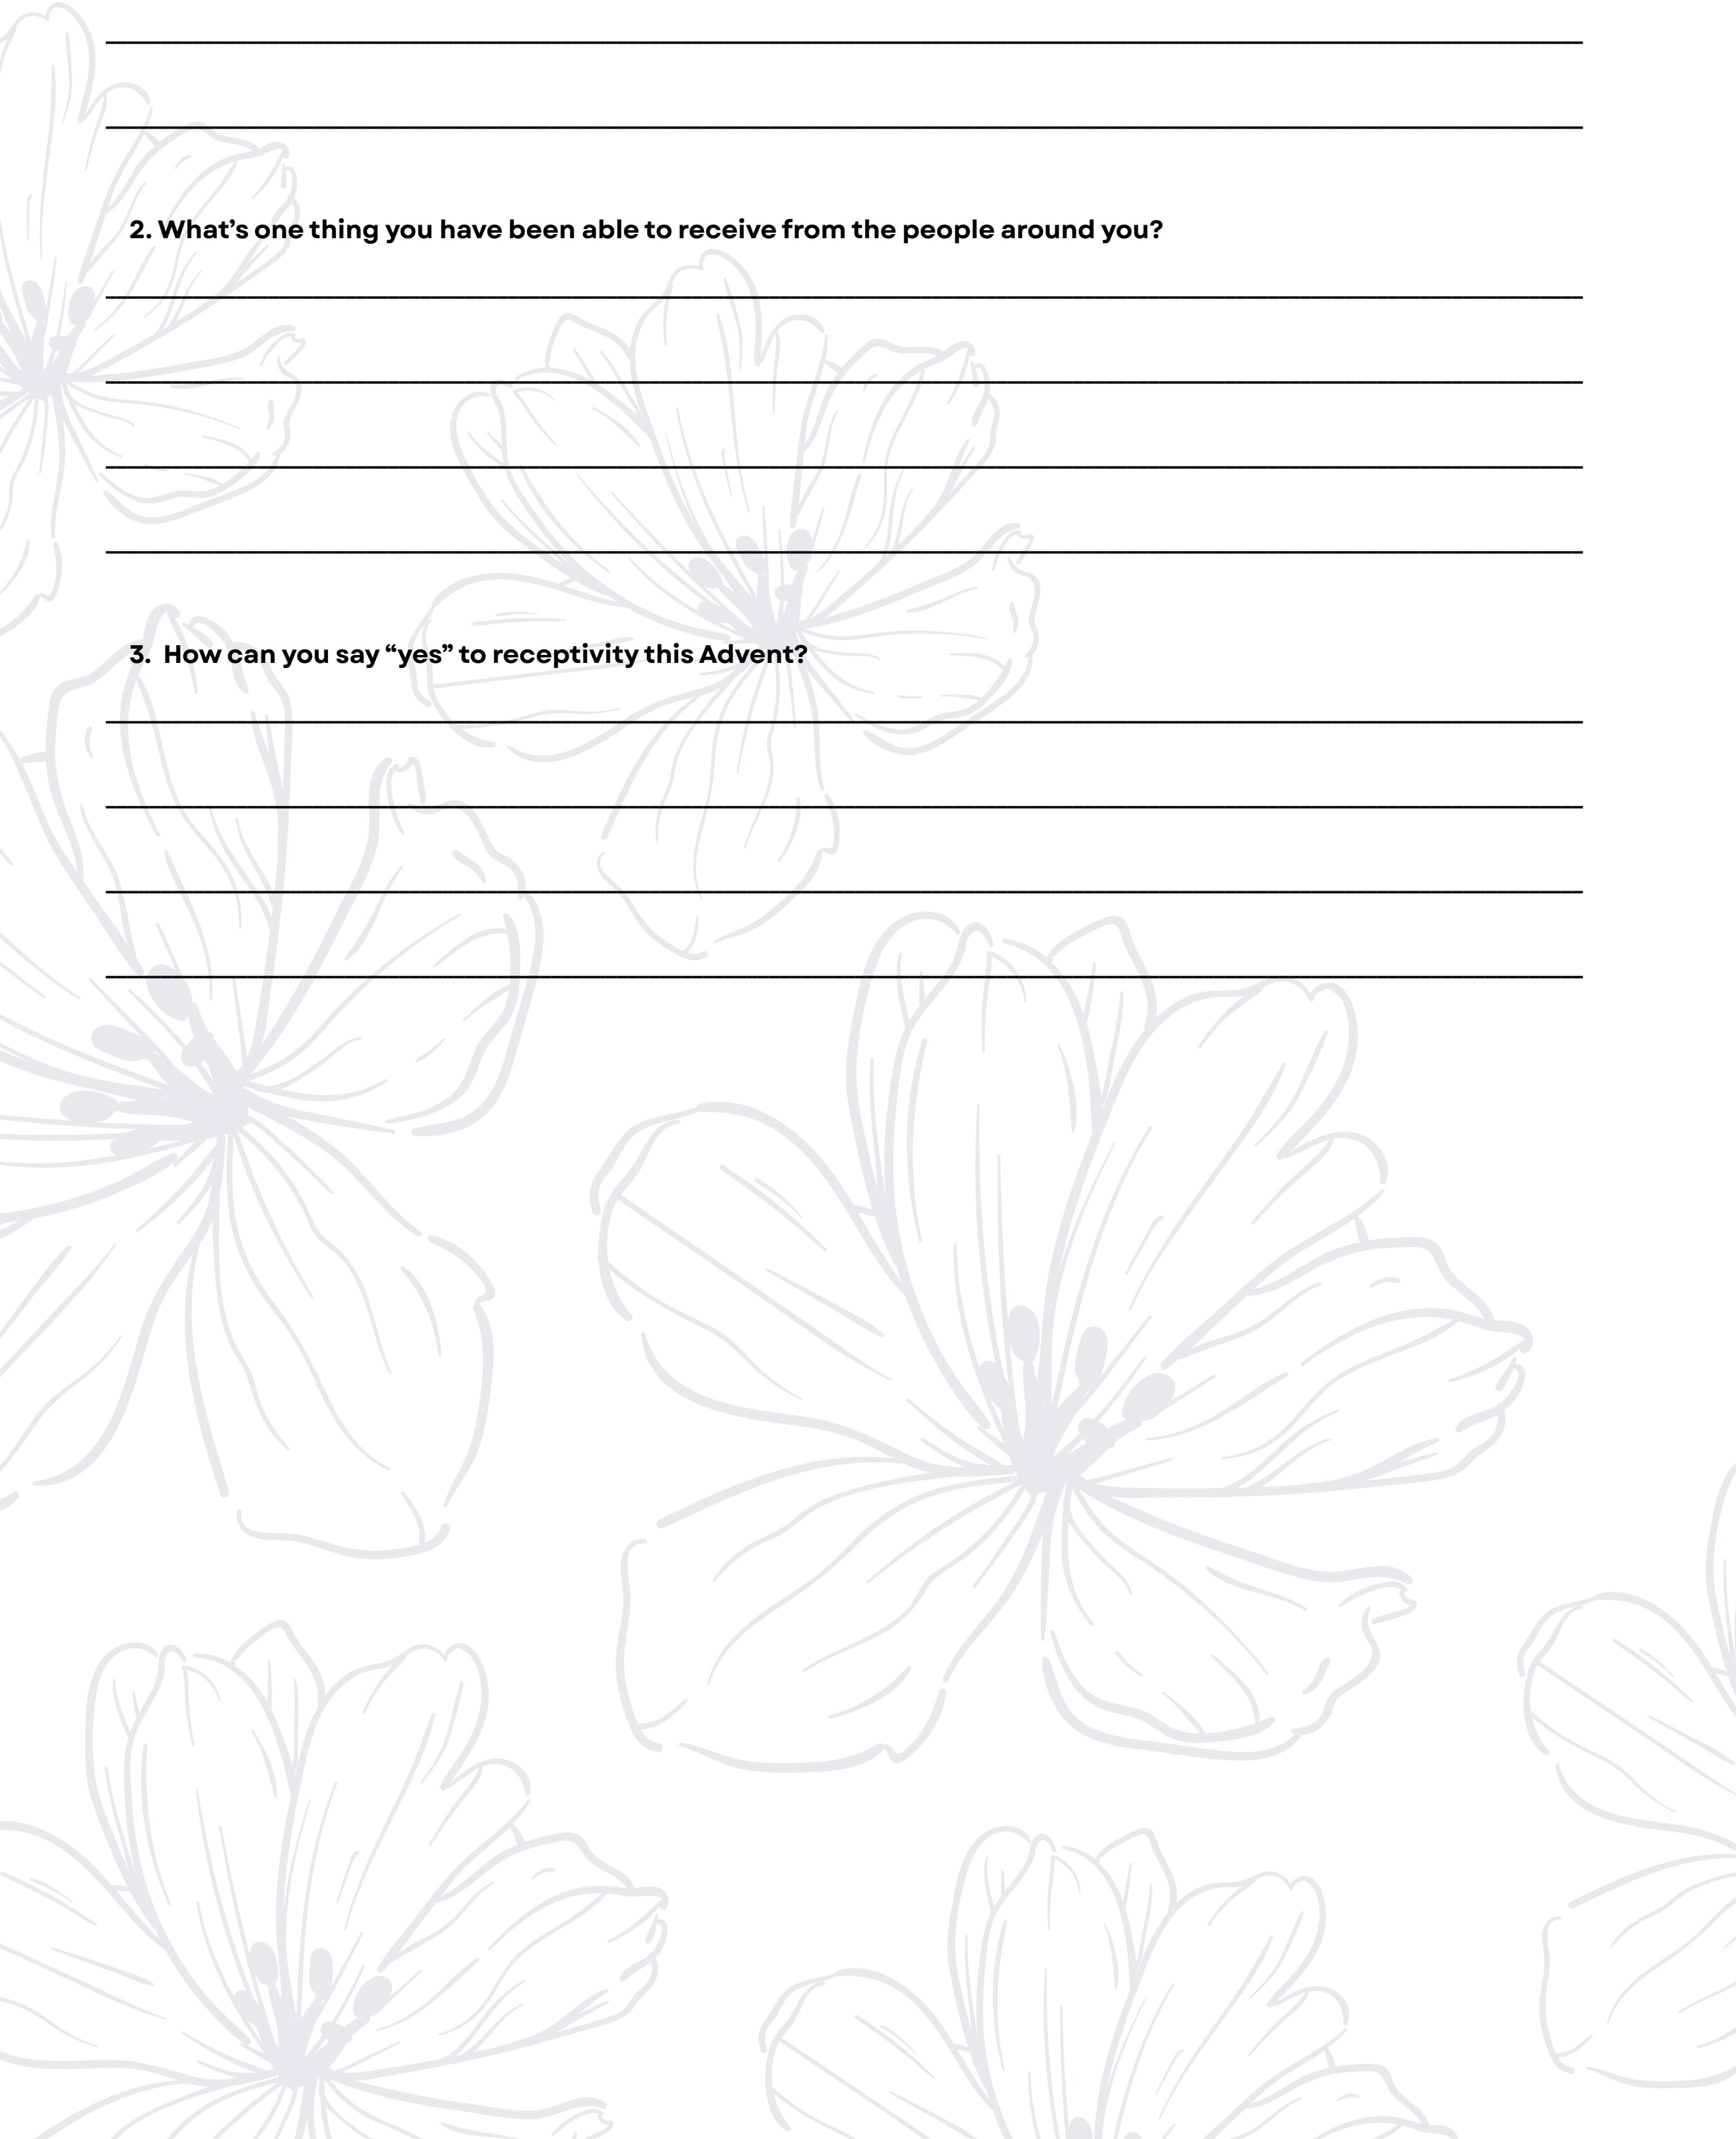 2. What’s one thing you have been able to receive from the people around you?
3. How can you say “yes” to receptivity this Advent?